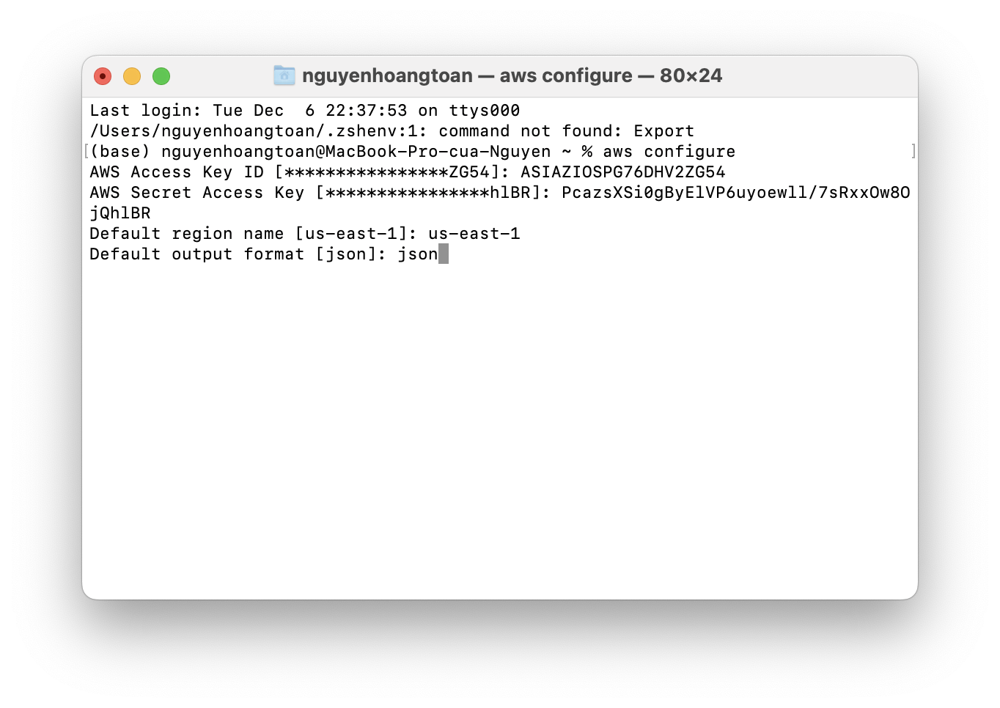 nguyenhoangtoan — aws configure — 80×24
Last login: Tue Dec  6 22:37:53 on ttys000
/Users/nguyenhoangtoan/.zshenv:1: command not found: Export
[(base) nguyenhoangtoan@MacBook-Pro-cua-Nguyen ~ % aws configure ]
AWS Access Key ID [****************ZG54]: ASIAZIOSPG76DHV2ZG54
AWS Secret Access Key [****************hlBR]: PcazsXSi0gByElVP6uyoewll/7sRxxOw8O
jQhlBR
Default region name [us-east-1]: us-east-1
Default output format [json]: json